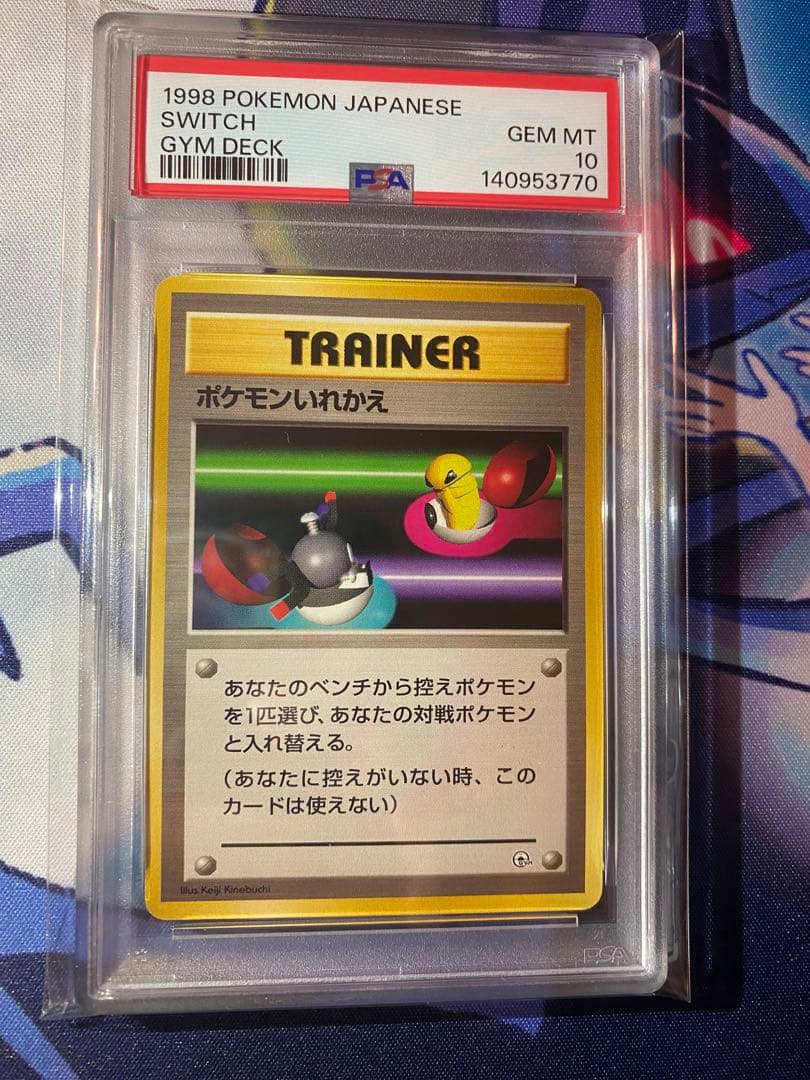 1998 POKEMON JAPANESE
SWITCH
GEM MT
GYM DECK
10
PSA
140953770
TRAINER
ポケモンいれかえ
あなたのベンチから控えポケモン
を1匹選び、あなたの対戦ポケモン
と入れ替える。
（あなたに控えがいない時、この
カードは使えない）
GYM
Illus. Keiji Kinebuchi
PSA